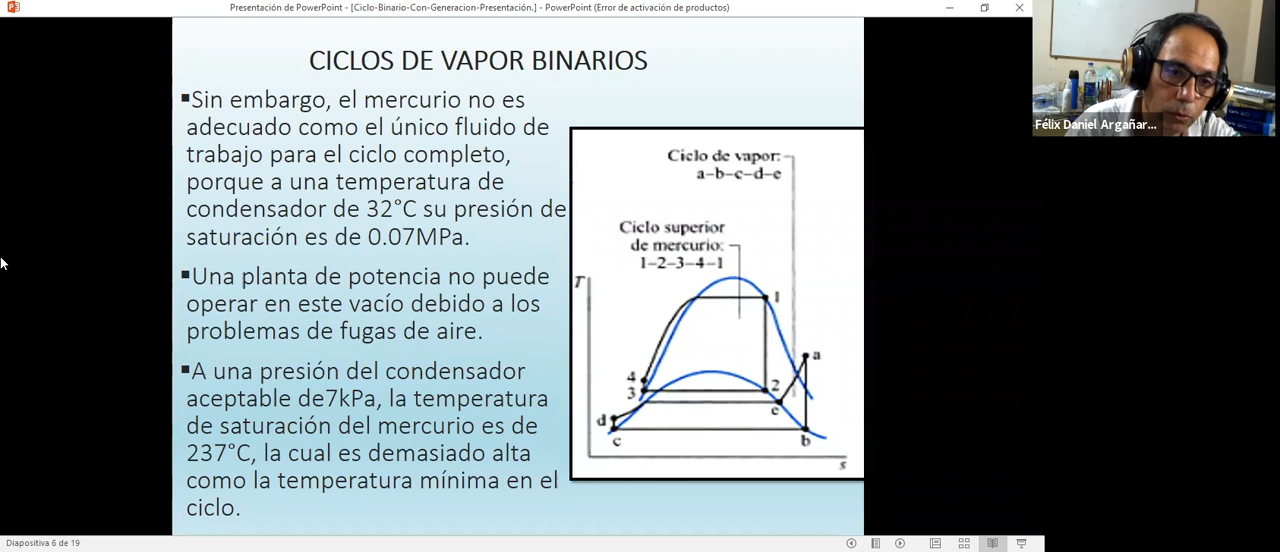 Presentación de PowerPoint - [Ciclo-Binario-Con-Generacion-Presentación.] - PowerPoint (Error de activación de productos)
CICLOS DE VAPOR BINARIOS
▪Sin embargo, el mercurio no es
adecuado como el único fluido de
trabajo para el ciclo completo,
porque a una temperatura de
condensador de 32°C su presión de
saturación es de 0.07MPa.
▪Una planta de potencia no puede
operar en este vacío debido a los
problemas de fugas de aire.
▪A una presión del condensador
aceptable de7kPa, la temperatura
de saturación del mercurio es de
237°C, la cual es demasiado alta
como la temperatura mínima en el
ciclo.
Ciclo de vapor:
a–b–c–d–e
Ciclo superior
de mercurio:
1–2–3–4–1
T
1
a
4
3
2
e
d
c
b
s
Félix Daniel Argañar...
Diapositiva 6 de 19